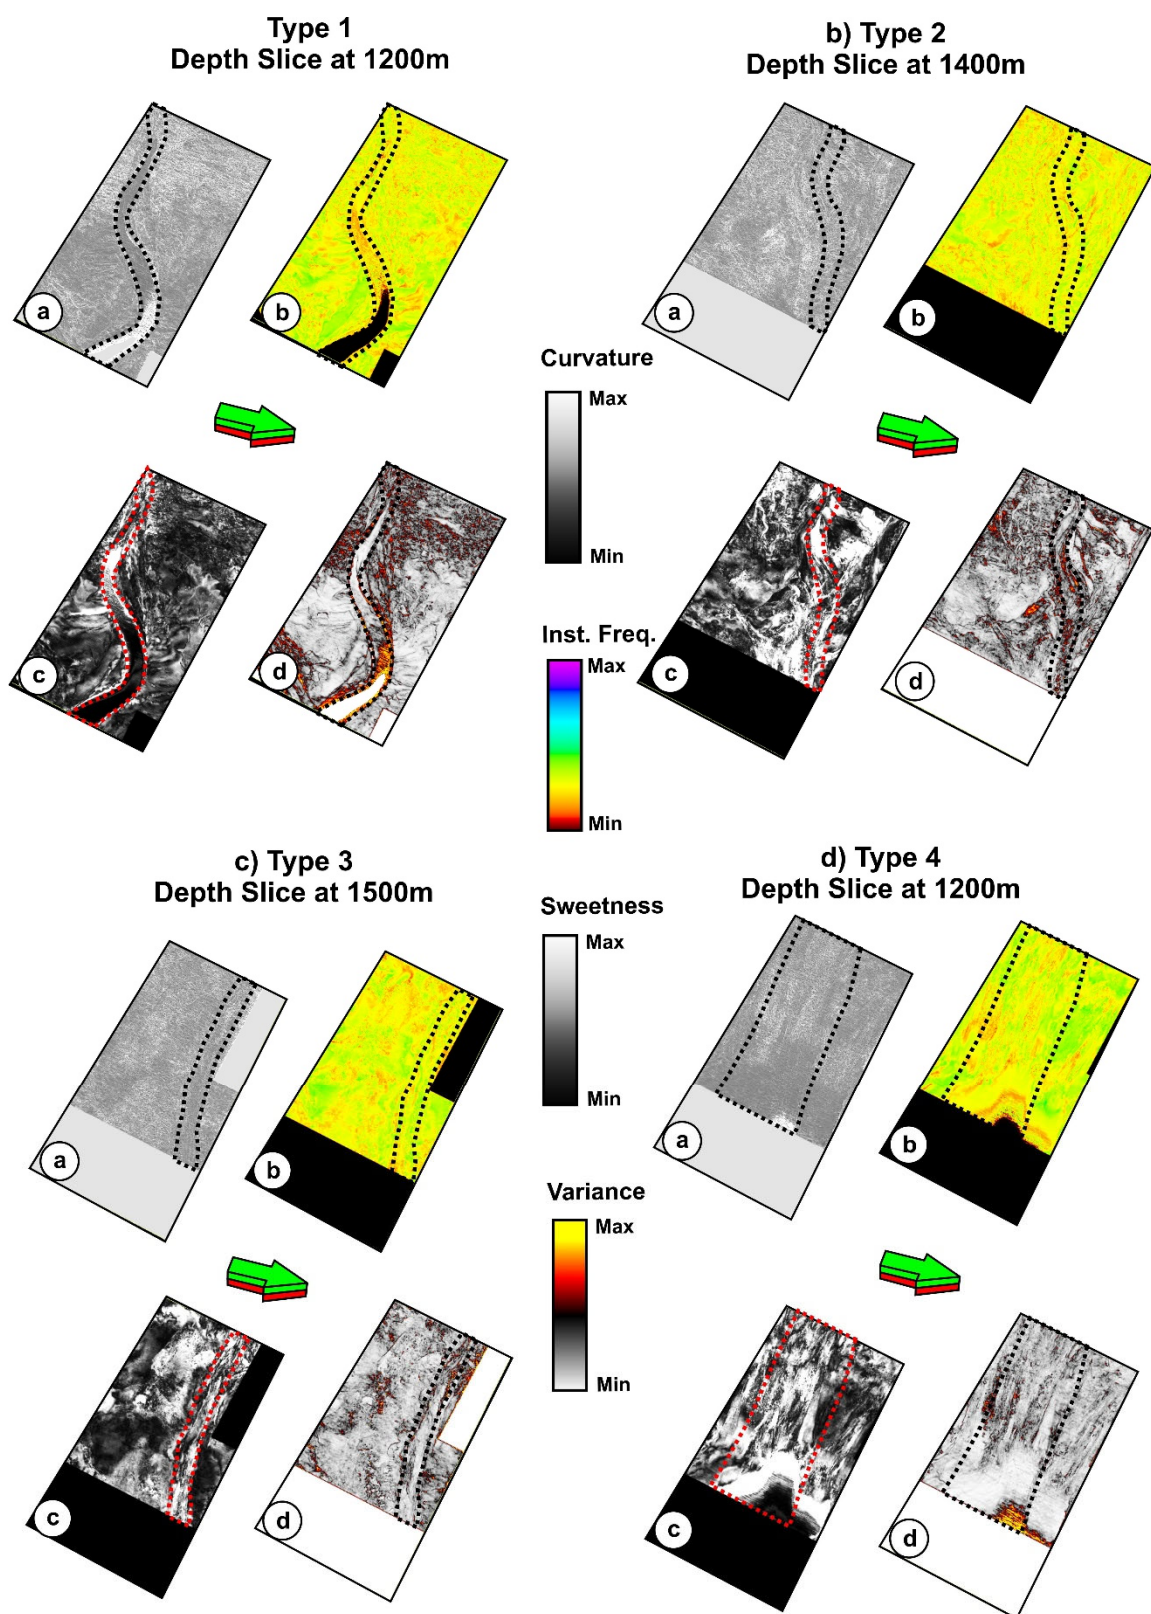 Type 1
Depth Slice at 1200m
b) Type 2
Depth Slice at 1400m
a
b
a
b
Curvature
Max
Min
c
d
Inst. Freq.
Max
Min
c
d
c) Type 3
Depth Slice at 1500m
d) Type 4
Depth Slice at 1200m
Sweetness
Max
Min
a
b
a
b
Variance
Max
Min
c
d
c
d